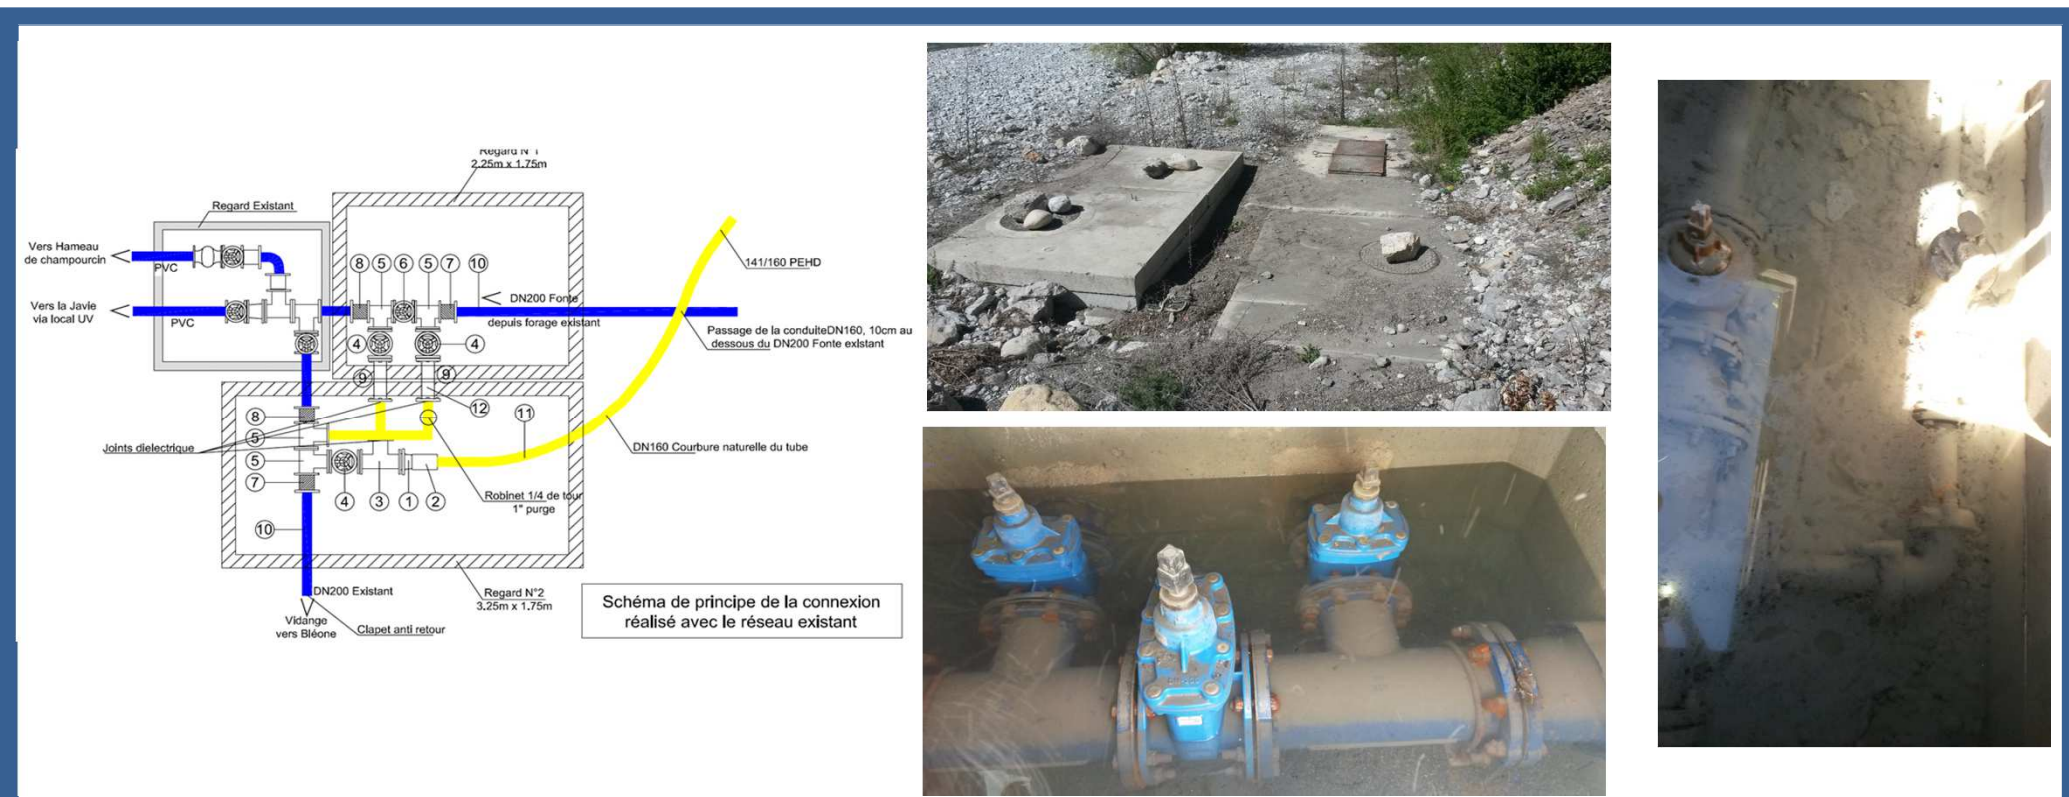 Regard N°1
2.25m x 1.75m
Regard Existant
Vers Hameau
de champourcin
PVC
Vers la Javie
via local UV
PVC
8 5 6 5 7 10
DN200 Fonte
depuis forage existant
141/160 PEHD
Passage de la conduiteDN160, 10cm au
dessous du DN200 Fonte existant
4 4
9 9
12
11
8
5
Joints dielectrique
DN160 Courbure naturelle du tube
5
7
4 3 1 2
Robinet 1/4 de tour
1" purge
10
DN200 Existant
Vidange
vers Bléone
Clapet anti retour
Regard N°2
3.25m x 1.75m
Schéma de principe de la connexion
réalisé avec le réseau existant